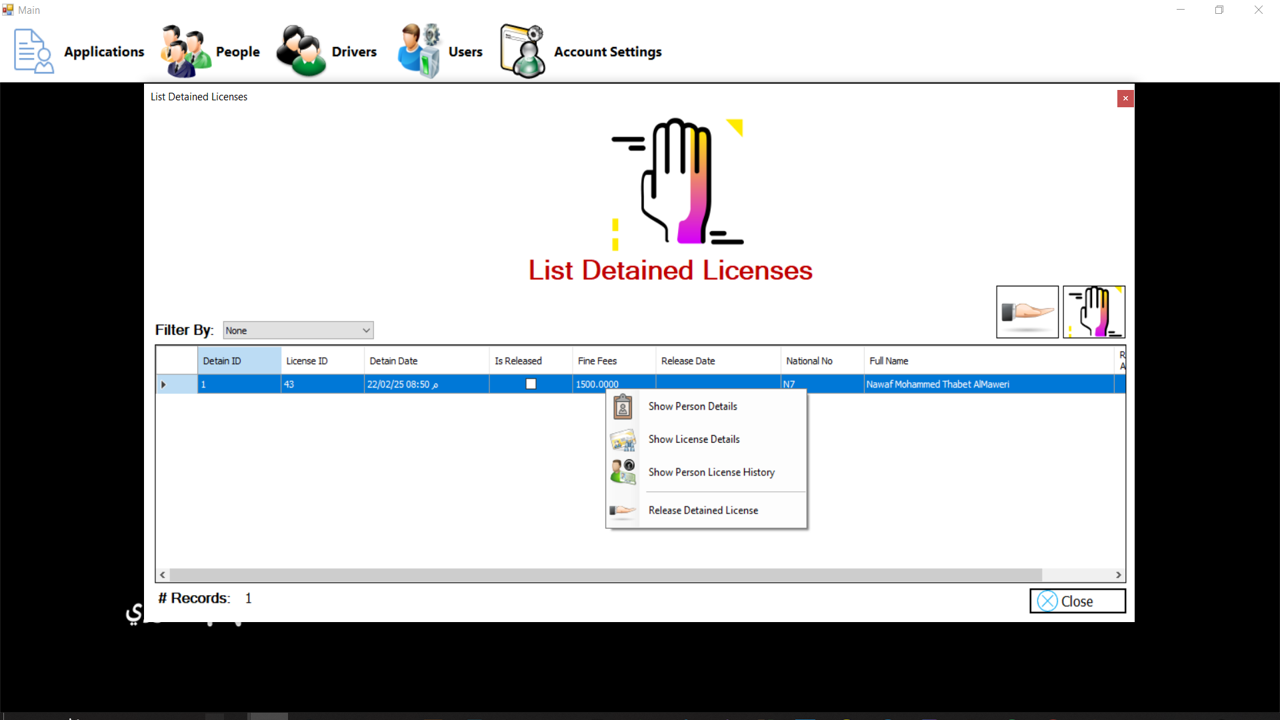 Main
Applications People Drivers Users Account Settings
List Detained Licenses
List Detained Licenses
Filter By: None
Detain ID License ID Detain Date Is Released Fine Fees Release Date National No Full Name
1 43 22/02/25 08:50 م 1500.0000 N7 Nawaf Mohammed Thabet AlMaweri
Show Person Details
Show License Details
Show Person License History
Release Detained License
# Records: 1
Close